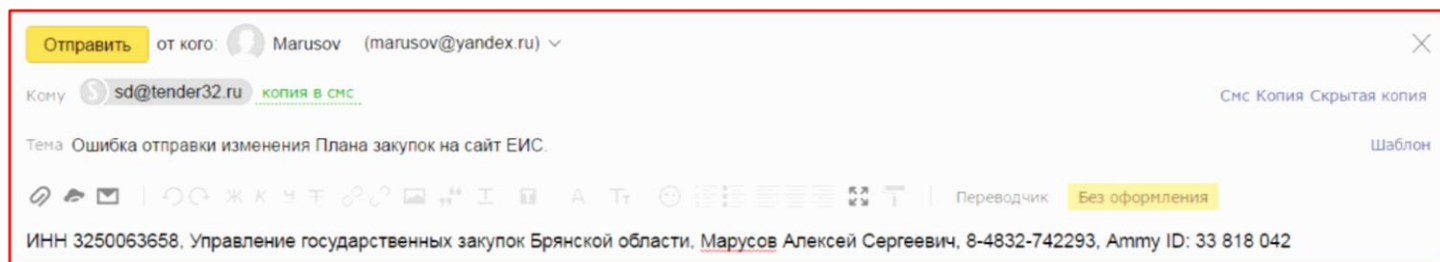 Отправить от кого: Marusov (marusov@yandex.ru)
Кому S sd@tender32.ru копия в смс Смс Копия Скрытая копия
Тема Ошибка отправки изменения Плана закупок на сайт ЕИС. Шаблон
Ж К Ч Т Т А Тт Переводчик Без оформления
ИНН 3250063658, Управление государственных закупок Брянской области, Марусов Алексей Сергеевич, 8-4832-742293, Ammy ID: 33 818 042